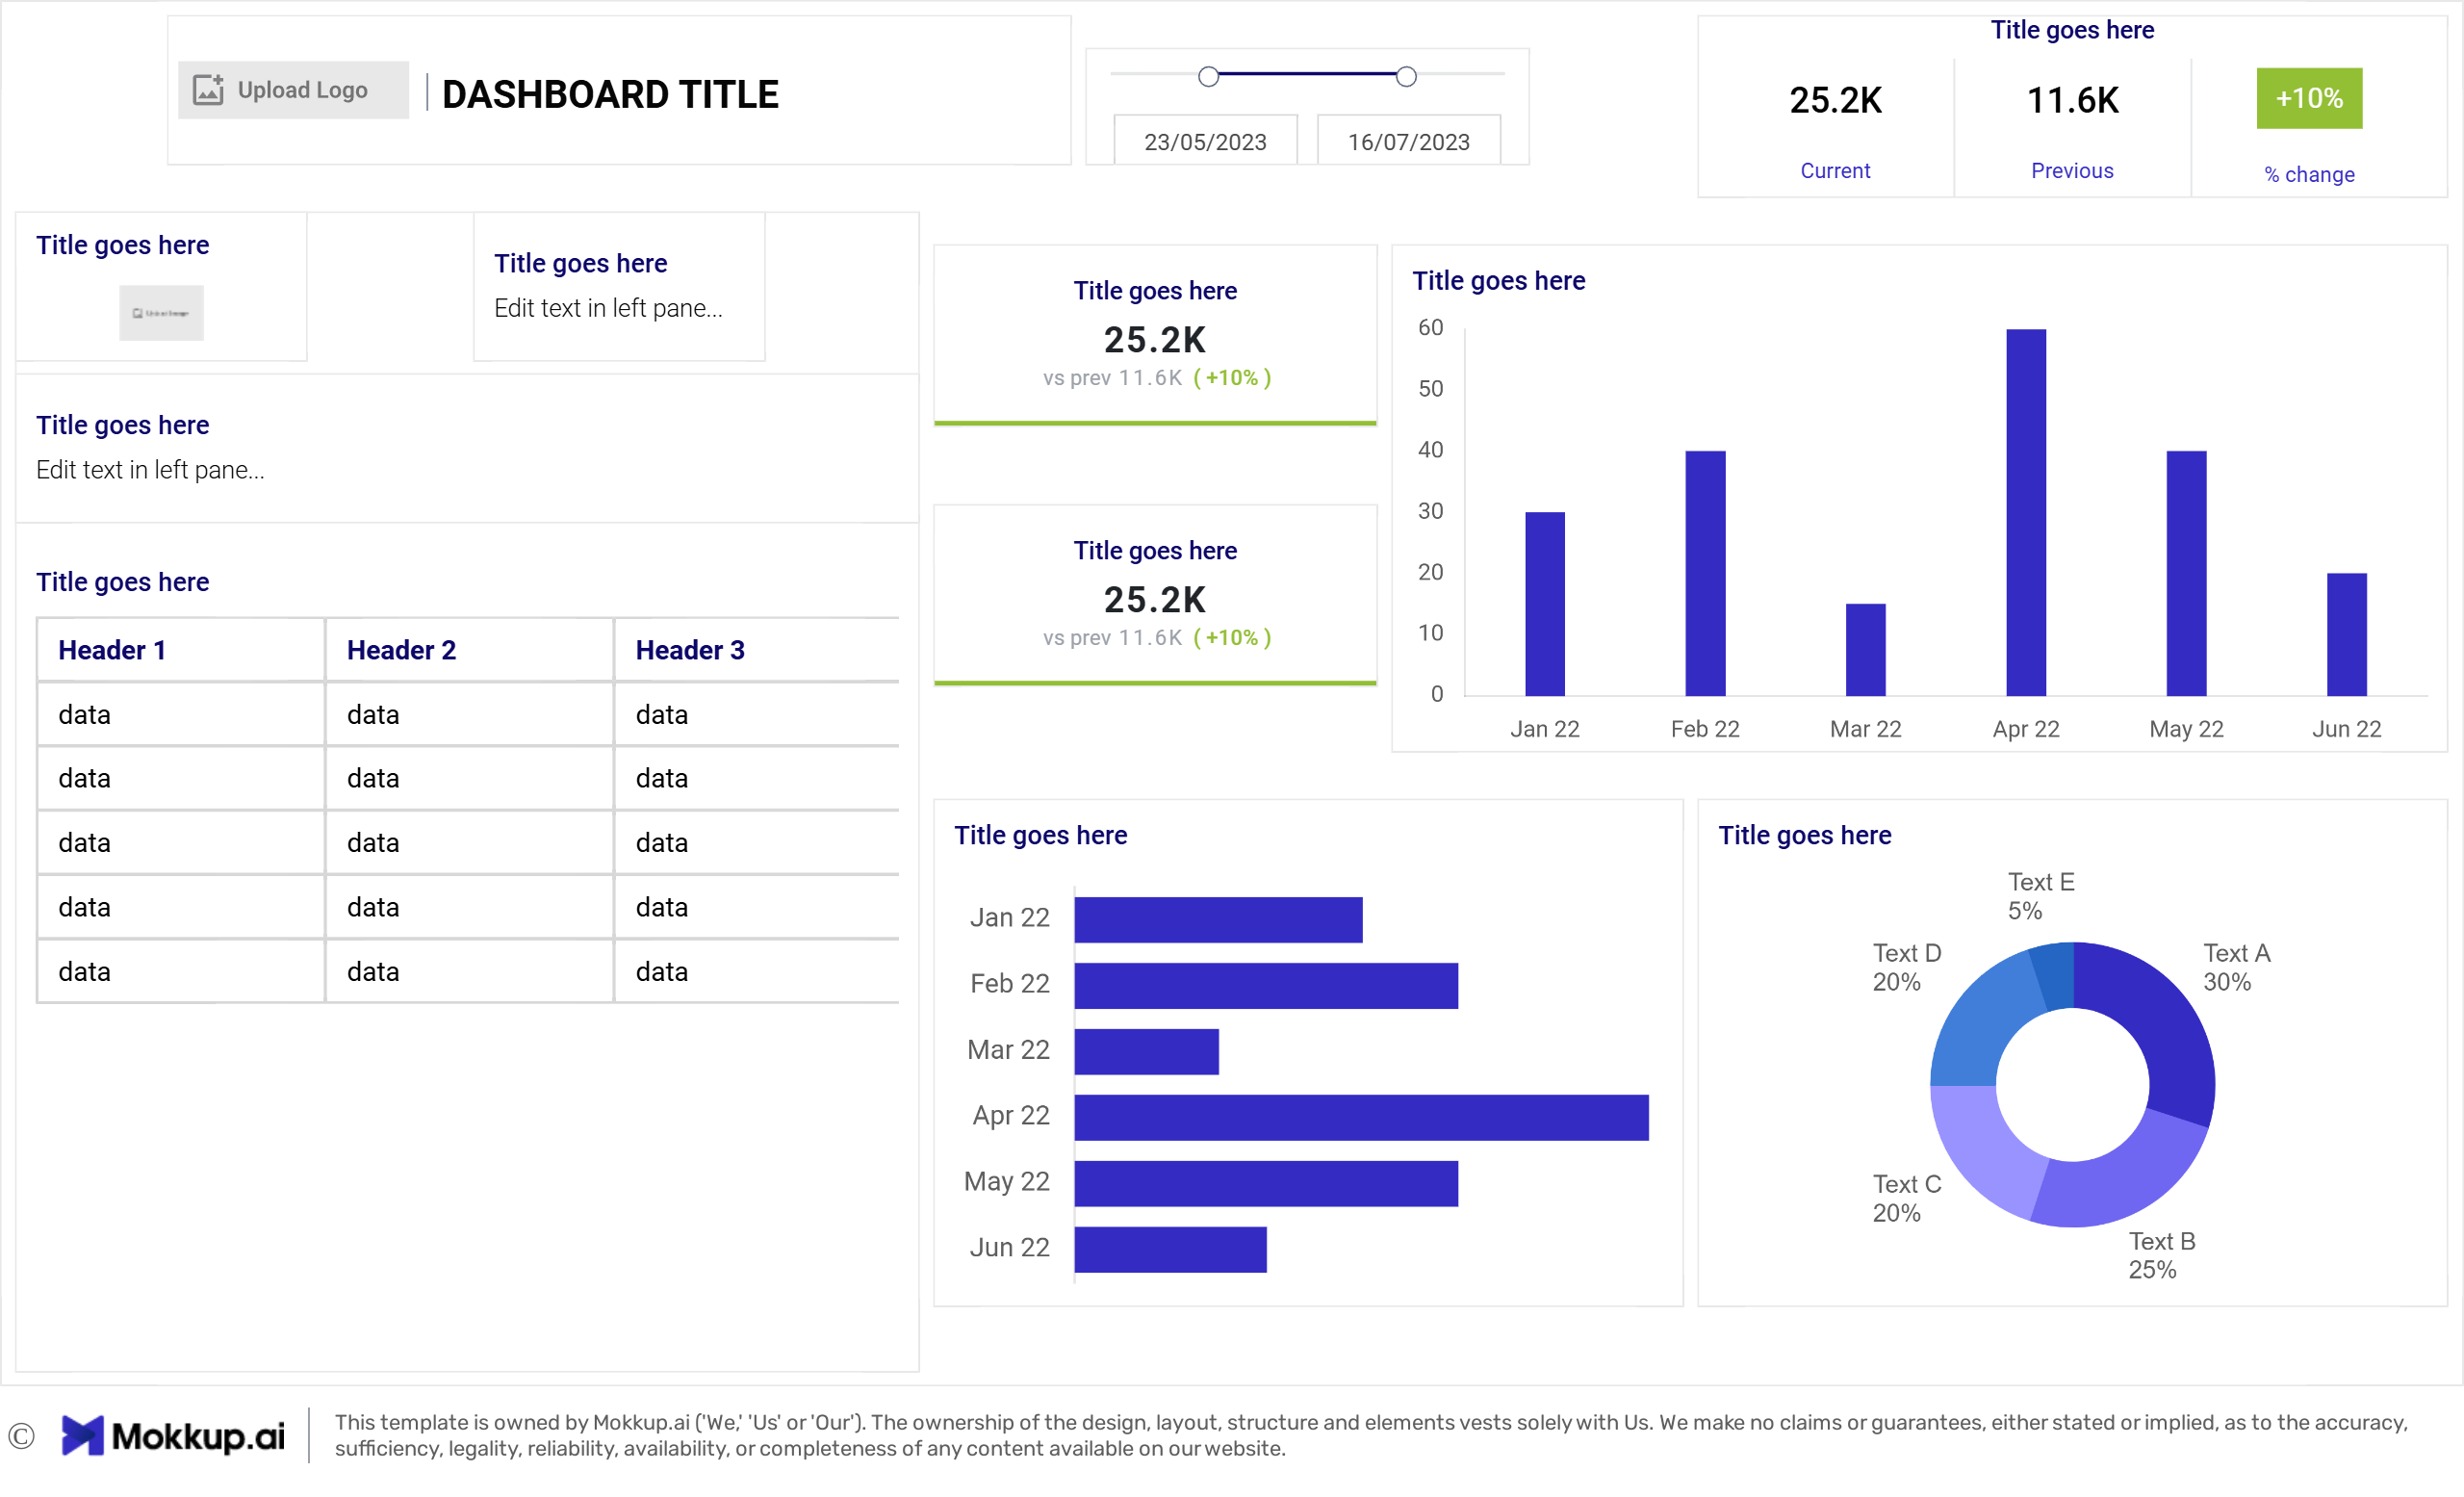 Upload Logo
DASHBOARD TITLE
23/05/2023
16/07/2023
Title goes here
25.2K
11.6K
+10%
Current
Previous
% change
Title goes here
Title goes here
Edit text in left pane...
Title goes here
Edit text in left pane...
Title goes here
Header 1 Header 2 Header 3
data data data
data data data
data data data
data data data
data data data
Title goes here
25.2K
vs prev 11.6K ( +10% )
Title goes here
25.2K
vs prev 11.6K ( +10% )
Title goes here
60
50
40
30
20
10
0
Jan 22 Feb 22 Mar 22 Apr 22 May 22 Jun 22
Title goes here
Jan 22
Feb 22
Mar 22
Apr 22
May 22
Jun 22
Title goes here
Text E
5%
Text D
20%
Text A
30%
Text C
20%
Text B
25%
© Mokkup.ai
This template is owned by Mokkup.ai ('We,' 'Us' or 'Our'). The ownership of the design, layout, structure and elements vests solely with Us. We make no claims or guarantees, either stated or implied, as to the accuracy,
sufficiency, legality, reliability, availability, or completeness of any content available on our website.